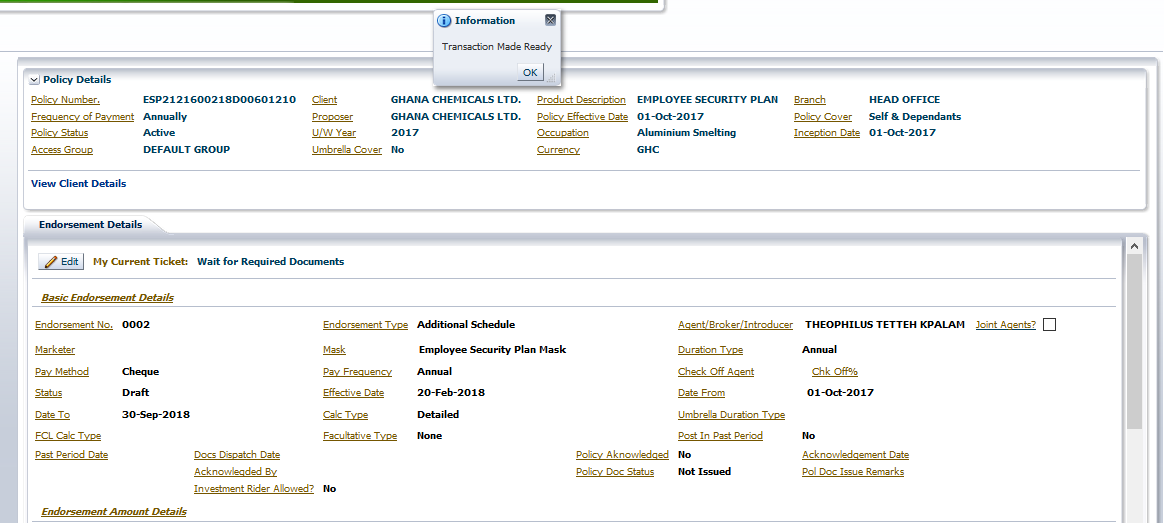 Information
Transaction Made Ready
OK
Policy Details
Policy Number. ESP2121600218D00601210 Client GHANA CHEMICALS LTD. Product Description EMPLOYEE SECURITY PLAN Branch HEAD OFFICE
Frequency of Payment Annually Proposer GHANA CHEMICALS LTD. Policy Effective Date 01-Oct-2017 Policy Cover Self & Dependants
Policy Status Active U/W Year 2017 Occupation Aluminium Smelting Inception Date 01-Oct-2017
Access Group DEFAULT GROUP Umbrella Cover No Currency GHC
View Client Details
Endorsement Details
Edit My Current Ticket: Wait for Required Documents
Basic Endorsement Details
Endorsement No. 0002 Endorsement Type Additional Schedule Agent/Broker/Introducer THEOPHILUS TETTEH KPALAM Joint Agents?
Marketer Mask Employee Security Plan Mask Duration Type Annual
Pay Method Cheque Pay Frequency Annual Check Off Agent Chk Off%
Status Draft Effective Date 20-Feb-2018 Date From 01-Oct-2017
Date To 30-Sep-2018 Calc Type Detailed Umbrella Duration Type
FCL Calc Type Facultative Type None Post In Past Period No
Past Period Date Docs Dispatch Date Policy Aknowledged No Acknowledgement Date
Acknowlegded By Policy Doc Status Not Issued Pol Doc Issue Remarks
Investment Rider Allowed? No
Endorsement Amount Details